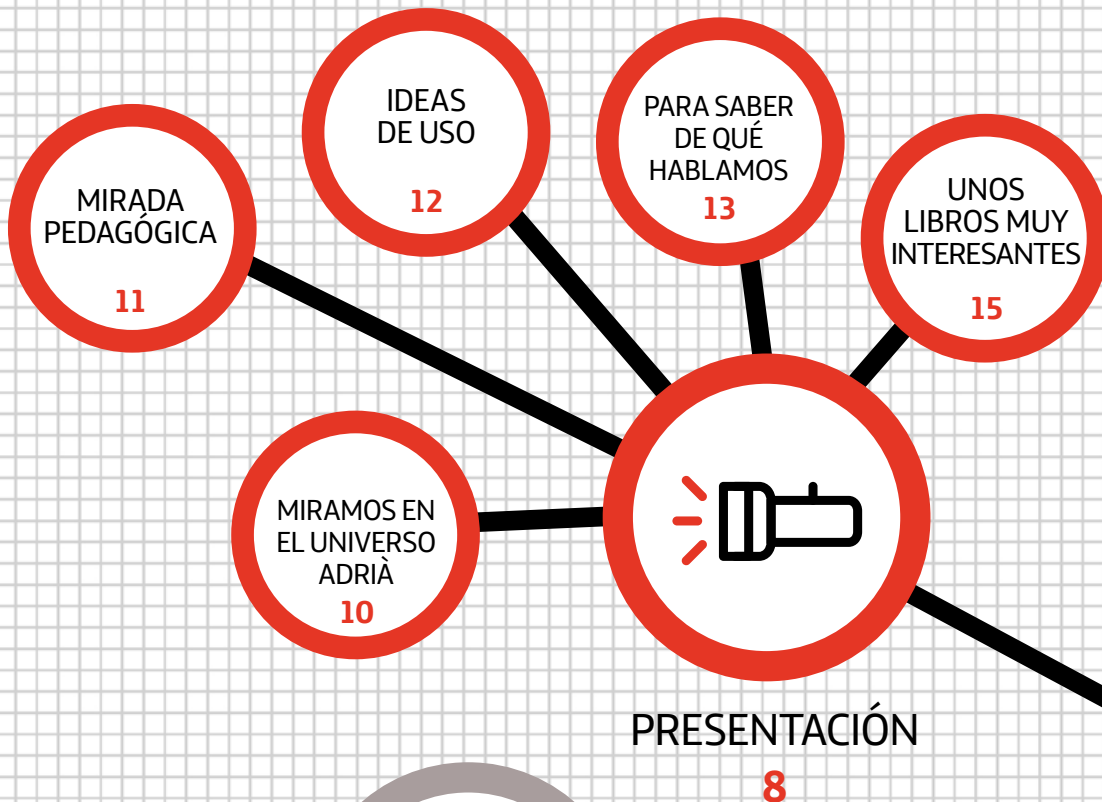 IDEAS
DE USO
12
PARA SABER
DE QUÉ
HABLAMOS
13
MIRADA
PEDAGÓGICA
11
UNOS
LIBROS MUY
INTERESANTES
15
MIRAMOS EN
EL UNIVERSO
ADRIÀ
10
PRESENTACIÓN
8